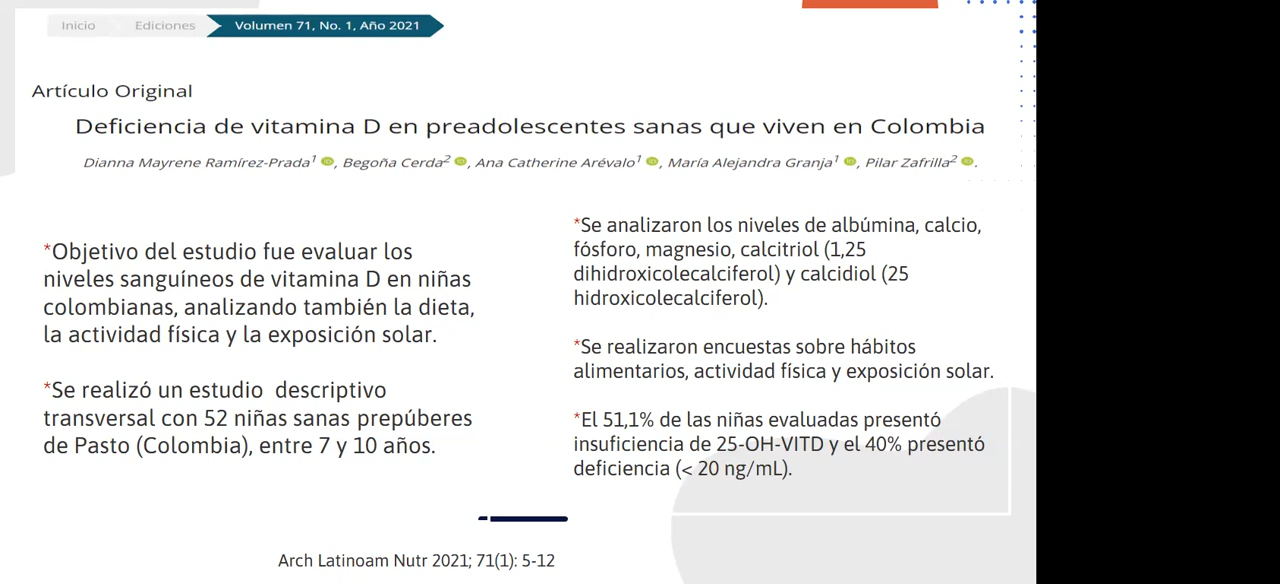 Inicio Ediciones Volumen 71, No. 1, Año 2021
Artículo Original
Deficiencia de vitamina D en preadolescentes sanas que viven en Colombia
Dianna Mayrene Ramírez-Prada1 iD, Begoña Cerda2 iD, Ana Catherine Arévalo1 iD, María Alejandra Granja1 iD, Pilar Zafrilla2 iD.
*Objetivo del estudio fue evaluar los
niveles sanguíneos de vitamina D en niñas
colombianas, analizando también la dieta,
la actividad física y la exposición solar.
*Se realizó un estudio descriptivo
transversal con 52 niñas sanas prepúberes
de Pasto (Colombia), entre 7 y 10 años.
*Se analizaron los niveles de albúmina, calcio,
fósforo, magnesio, calcitriol (1,25
dihidroxicolecalciferol) y calcidiol (25
hidroxicolecalciferol).
*Se realizaron encuestas sobre hábitos
alimentarios, actividad física y exposición solar.
*El 51,1% de las niñas evaluadas presentó
insuficiencia de 25-OH-VITD y el 40% presentó
deficiencia (< 20 ng/mL).
Arch Latinoam Nutr 2021; 71(1): 5-12